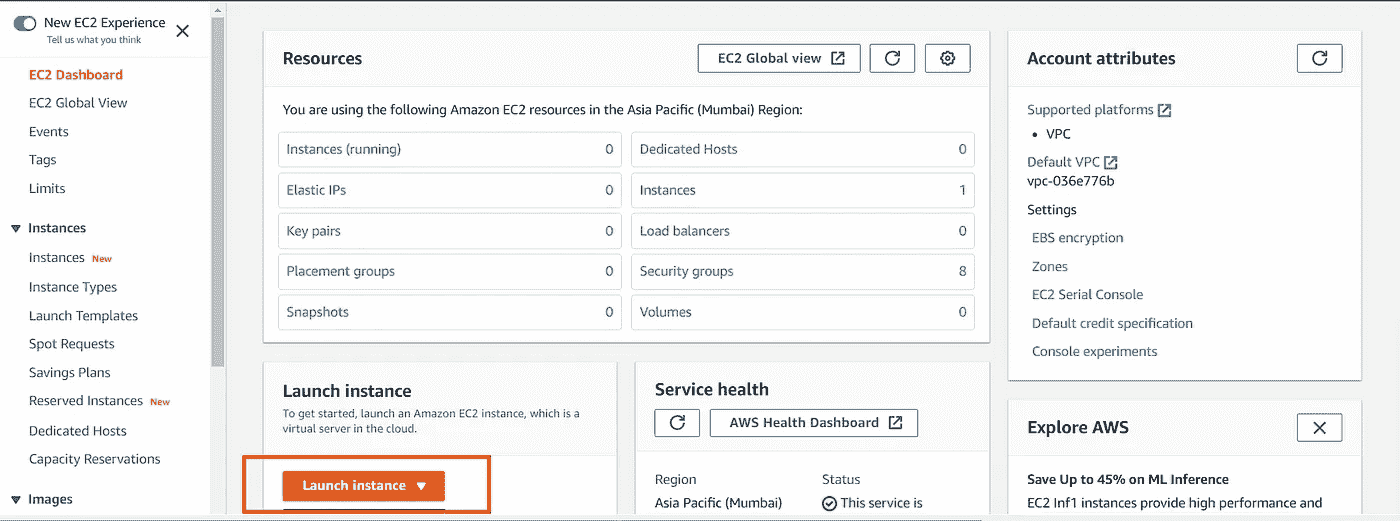 New EC2 Experience
Tell us what you think
EC2 Dashboard
EC2 Global View
Events
Tags
Limits
Instances
Instances New
Instance Types
Launch Templates
Spot Requests
Savings Plans
Reserved Instances New
Dedicated Hosts
Capacity Reservations
Images
Resources
EC2 Global view
You are using the following Amazon EC2 resources in the Asia Pacific (Mumbai) Region:
Instances (running) 0
Dedicated Hosts 0
Elastic IPs 0
Instances 1
Key pairs 0
Load balancers 0
Placement groups 0
Security groups 8
Snapshots 0
Volumes 0
Launch instance
To get started, launch an Amazon EC2 instance, which is a
virtual server in the cloud.
Launch instance
Service health
AWS Health Dashboard
Region
Asia Pacific (Mumbai)
Status
This service is
Account attributes
Supported platforms
• VPC
Default VPC
vpc-036e776b
Settings
EBS encryption
Zones
EC2 Serial Console
Default credit specification
Console experiments
Explore AWS
Save Up to 45% on ML Inference
EC2 Inf1 instances provide high performance and